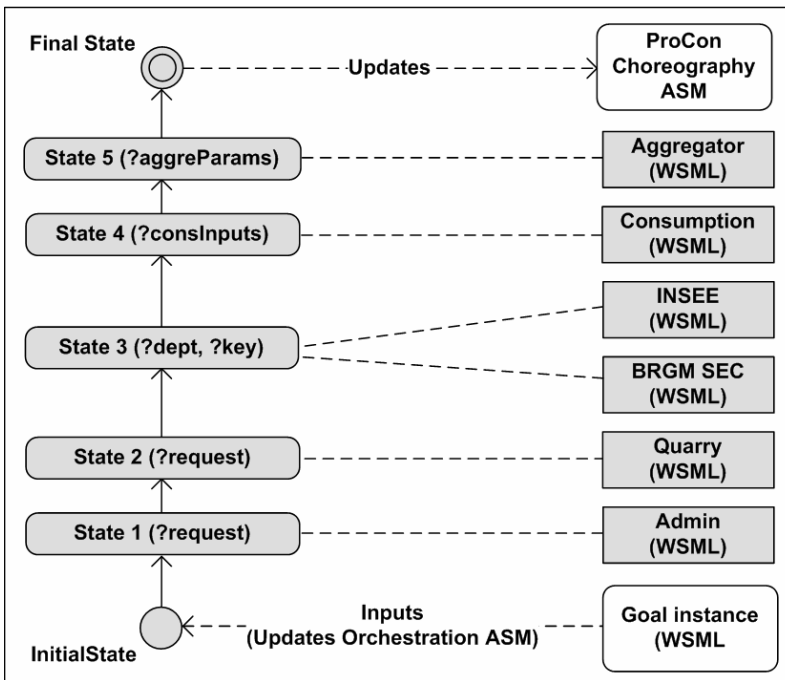 Final State
Updates
ProCon
Choreography
ASM
State 5 (?aggreParams)
Aggregator
(WSML)
State 4 (?consInputs)
Consumption
(WSML)
INSEE
(WSML)
State 3 (?dept, ?key)
BRGM SEC
(WSML)
State 2 (?request)
Quarry
(WSML)
State 1 (?request)
Admin
(WSML)
Inputs
(Updates Orchestration ASM)
Goal instance
(WSML
InitialState